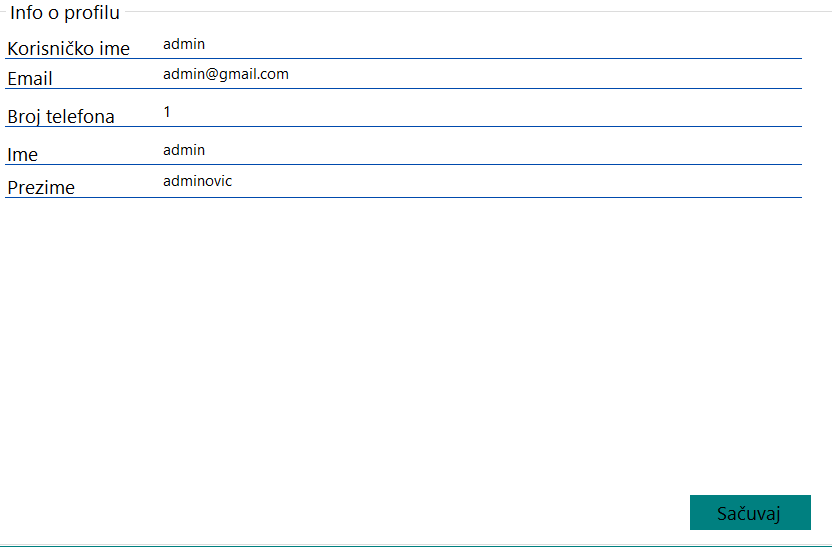 Info o profilu
Korisničko ime admin
Email admin@gmail.com
Broj telefona 1
Ime admin
Prezime adminovic
Sačuvaj